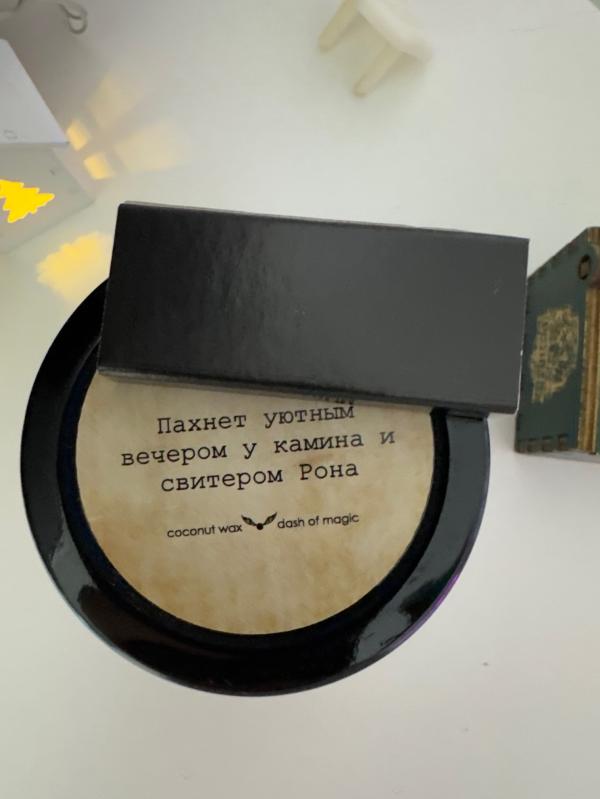 Пахнет уютным
вечером у камина и
свитером Рона
coconut wax dash of magic